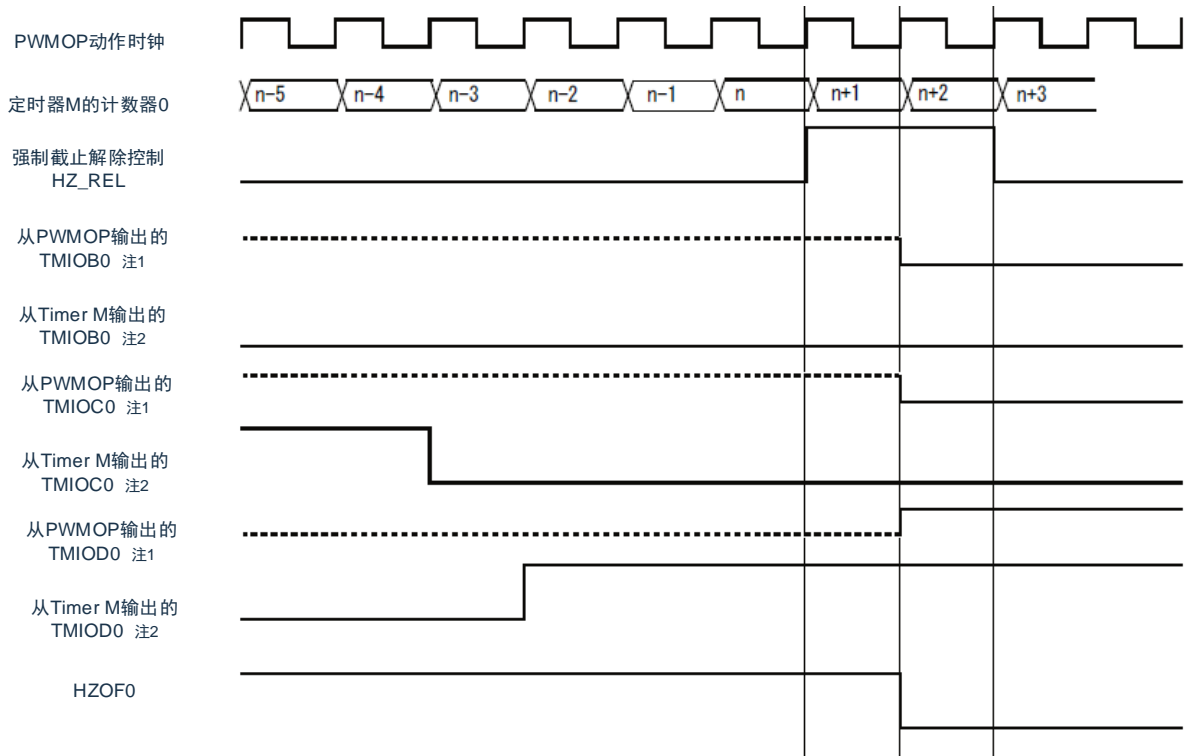 PWMOP动作时钟
定时器M的计数器0
n-5 n-4 n-3 n-2 n-1 n n+1 n+2 n+3
强制截止解除控制
HZ_REL
从PWMOP输出的
TMIOB0 注1
从Timer M输出的
TMIOB0 注2
从PWMOP输出的
TMIOC0 注1
从Timer M输出的
TMIOC0 注2
从PWMOP输出的
TMIOD0 注1
从Timer M输出的
TMIOD0 注2
HZOF0